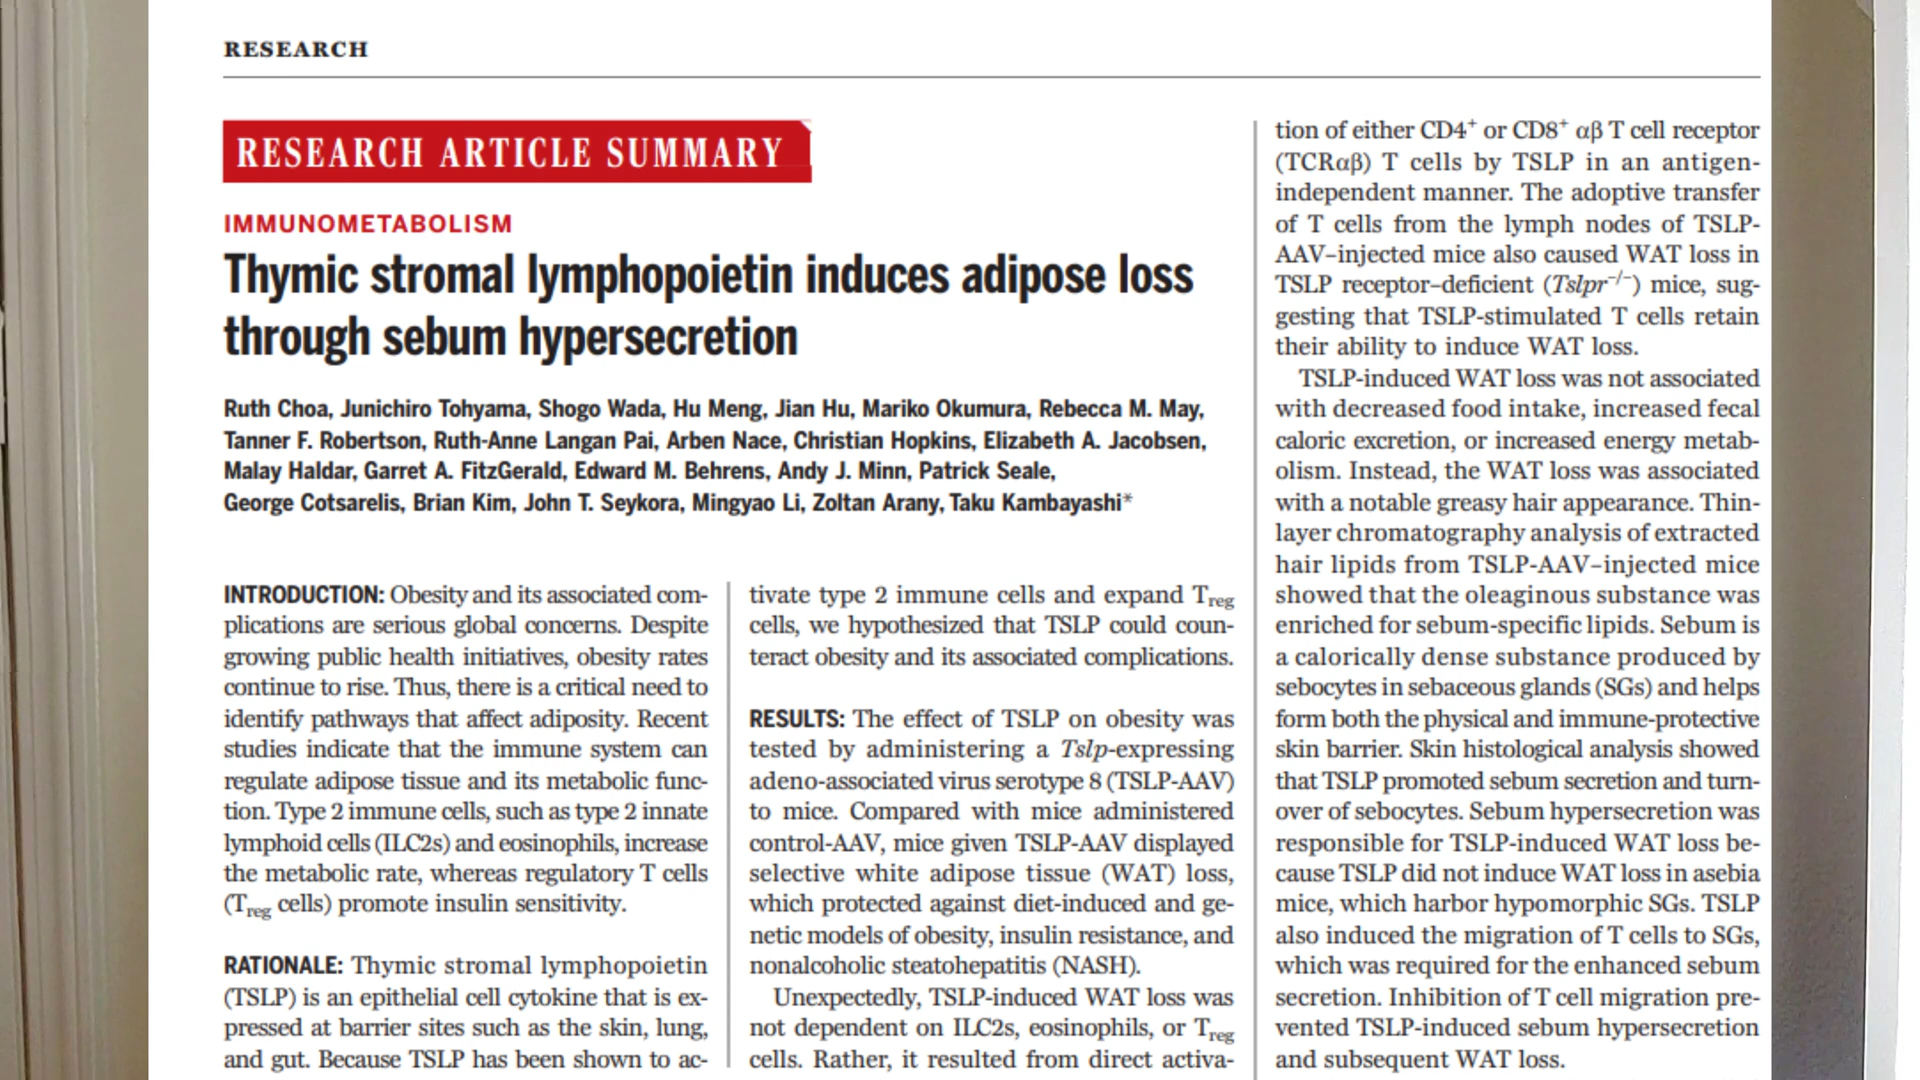 RESEARCH
RESEARCH ARTICLE SUMMARY
IMMUNOMETABOLISM
Thymic stromal lymphopoietin induces adipose loss
through sebum hypersecretion
Ruth Choa, Junichiro Tohyama, Shogo Wada, Hu Meng, Jian Hu, Mariko Okumura, Rebecca M. May,
Tanner F. Robertson, Ruth-Anne Langan Pai, Arben Nace, Christian Hopkins, Elizabeth A. Jacobsen,
Malay Haldar, Garret A. FitzGerald, Edward M. Behrens, Andy J. Minn, Patrick Seale,
George Cotsarelis, Brian Kim, John T. Seykora, Mingyao Li, Zoltan Arany, Taku Kambayashi*
INTRODUCTION: Obesity and its associated com-
plications are serious global concerns. Despite
growing public health initiatives, obesity rates
continue to rise. Thus, there is a critical need to
identify pathways that affect adiposity. Recent
studies indicate that the immune system can
regulate adipose tissue and its metabolic func-
tion. Type 2 immune cells, such as type 2 innate
lymphoid cells (ILC2s) and eosinophils, increase
the metabolic rate, whereas regulatory T cells
(Treg cells) promote insulin sensitivity.
RATIONALE: Thymic stromal lymphopoietin
(TSLP) is an epithelial cell cytokine that is ex-
pressed at barrier sites such as the skin, lung,
and gut. Because TSLP has been shown to ac-
tivate type 2 immune cells and expand Treg
cells, we hypothesized that TSLP could coun-
teract obesity and its associated complications.
RESULTS: The effect of TSLP on obesity was
tested by administering a Tslp-expressing
adeno-associated virus serotype 8 (TSLP-AAV)
to mice. Compared with mice administered
control-AAV, mice given TSLP-AAV displayed
selective white adipose tissue (WAT) loss,
which protected against diet-induced and ge-
netic models of obesity, insulin resistance, and
nonalcoholic steatohepatitis (NASH).
Unexpectedly, TSLP-induced WAT loss was
not dependent on ILC2s, eosinophils, or Treg
cells. Rather, it resulted from direct activa-
tion of either CD4⁺ or CD8⁺ αβ T cell receptor
(TCRαβ) T cells by TSLP in an antigen-
independent manner. The adoptive transfer
of T cells from the lymph nodes of TSLP-
AAV–injected mice also caused WAT loss in
TSLP receptor–deficient (Tslpr⁻/⁻) mice, sug-
gesting that TSLP-stimulated T cells retain
their ability to induce WAT loss.
TSLP-induced WAT loss was not associated
with decreased food intake, increased fecal
caloric excretion, or increased energy metab-
olism. Instead, the WAT loss was associated
with a notable greasy hair appearance. Thin-
layer chromatography analysis of extracted
hair lipids from TSLP-AAV–injected mice
showed that the oleaginous substance was
enriched for sebum-specific lipids. Sebum is
a calorically dense substance produced by
sebocytes in sebaceous glands (SGs) and helps
form both the physical and immune-protective
skin barrier. Skin histological analysis showed
that TSLP promoted sebum secretion and turn-
over of sebocytes. Sebum hypersecretion was
responsible for TSLP-induced WAT loss be-
cause TSLP did not induce WAT loss in asebia
mice, which harbor hypomorphic SGs. TSLP
also induced the migration of T cells to SGs,
which was required for the enhanced sebum
secretion. Inhibition of T cell migration pre-
vented TSLP-induced sebum hypersecretion
and subsequent WAT loss.